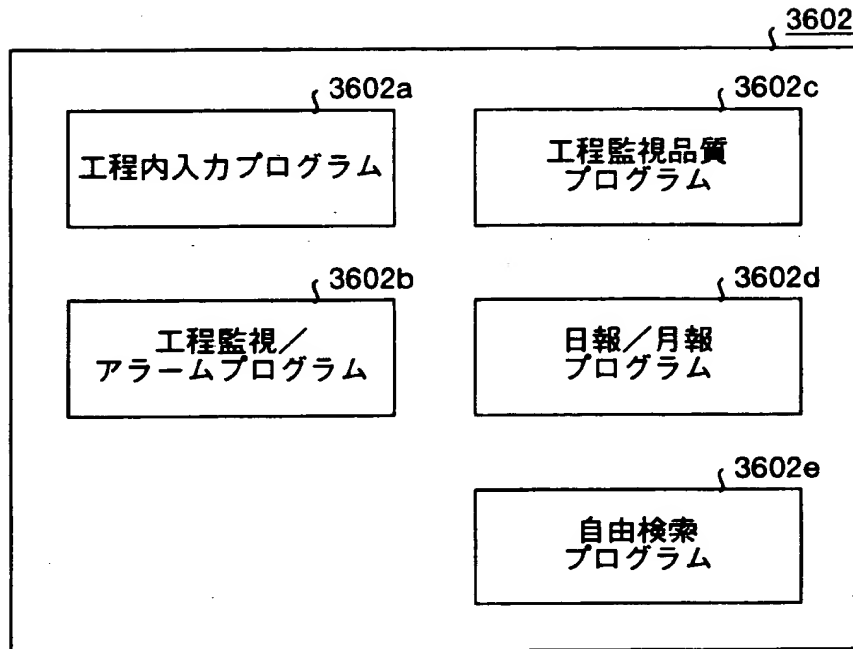 3602
3602a
工程内入力プログラム
3602c
工程監視品質
プログラム
3602b
工程監視／
アラームプログラム
3602d
日報／月報
プログラム
3602e
自由検索
プログラム